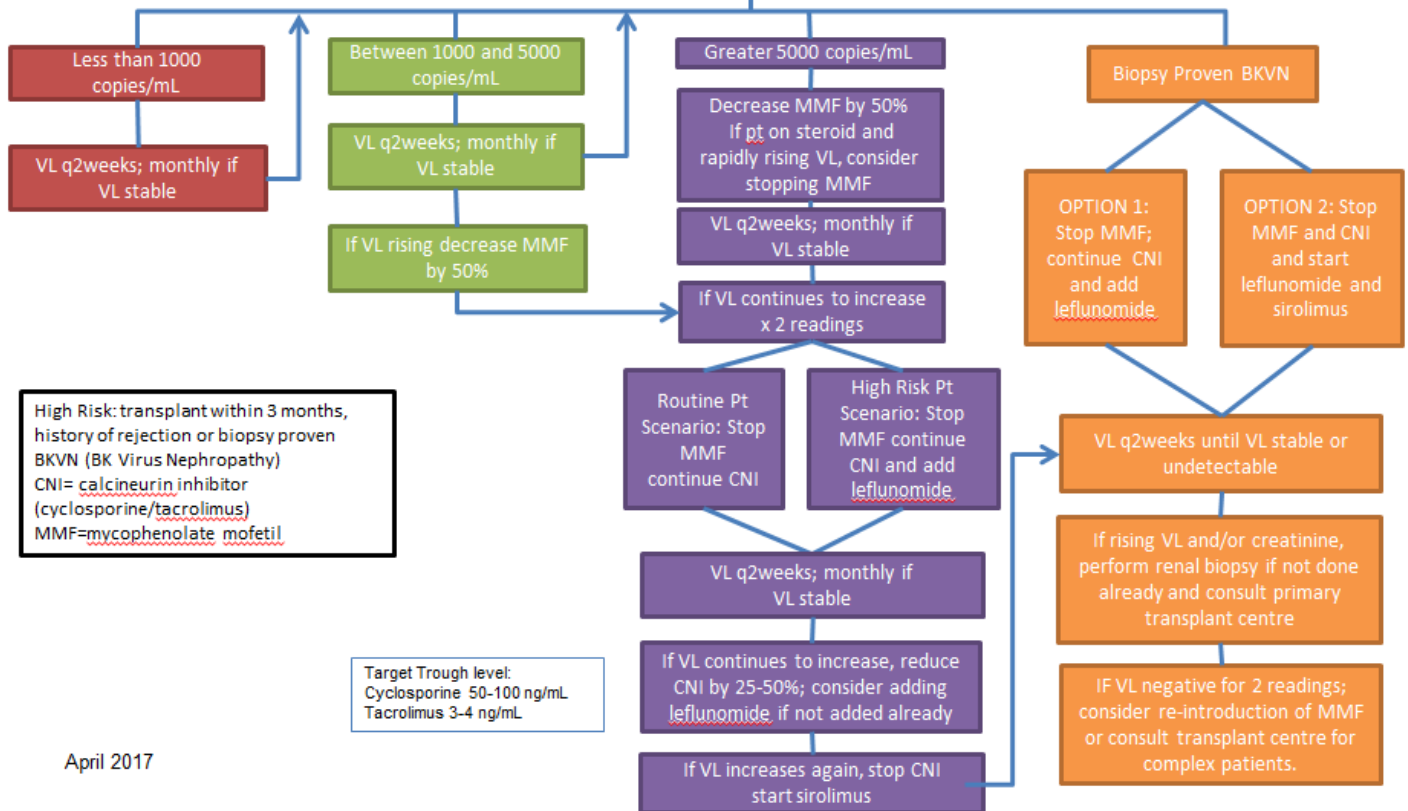 Less than 1000
copies/mL
VL q2weeks; monthly if
VL stable
Between 1000 and 5000
copies/mL
VL q2weeks; monthly if
VL stable
If VL rising decrease MMF
by 50%
Greater 5000 copies/mL
Decrease MMF by 50%
If pt on steroid and
rapidly rising VL, consider
stopping MMF
VL q2weeks; monthly if
VL stable
If VL continues to increase
x 2 readings
Routine Pt
Scenario: Stop
MMF
continue CNI
High Risk Pt
Scenario: Stop
MMF continue
CNI and add
leflunomide
VL q2weeks; monthly if
VL stable
If VL continues to increase, reduce
CNI by 25-50%; consider adding
leflunomide if not added already
If VL increases again, stop CNI
start sirolimus
Biopsy Proven BKVN
OPTION 1:
Stop MMF;
continue CNI
and add
leflunomide
OPTION 2: Stop
MMF and CNI
and start
leflunomide and
sirolimus
VL q2weeks until VL stable or
undetectable
If rising VL and/or creatinine,
perform renal biopsy if not done
already and consult primary
transplant centre
IF VL negative for 2 readings;
consider re-introduction of MMF
or consult transplant centre for
complex patients.
High Risk: transplant within 3 months,
history of rejection or biopsy proven
BKVN (BK Virus Nephropathy)
CNI= calcineurin inhibitor
(cyclosporine/tacrolimus)
MMF=mycophenolate mofetil
Target Trough level:
Cyclosporine 50-100 ng/mL
Tacrolimus 3-4 ng/mL
April 2017